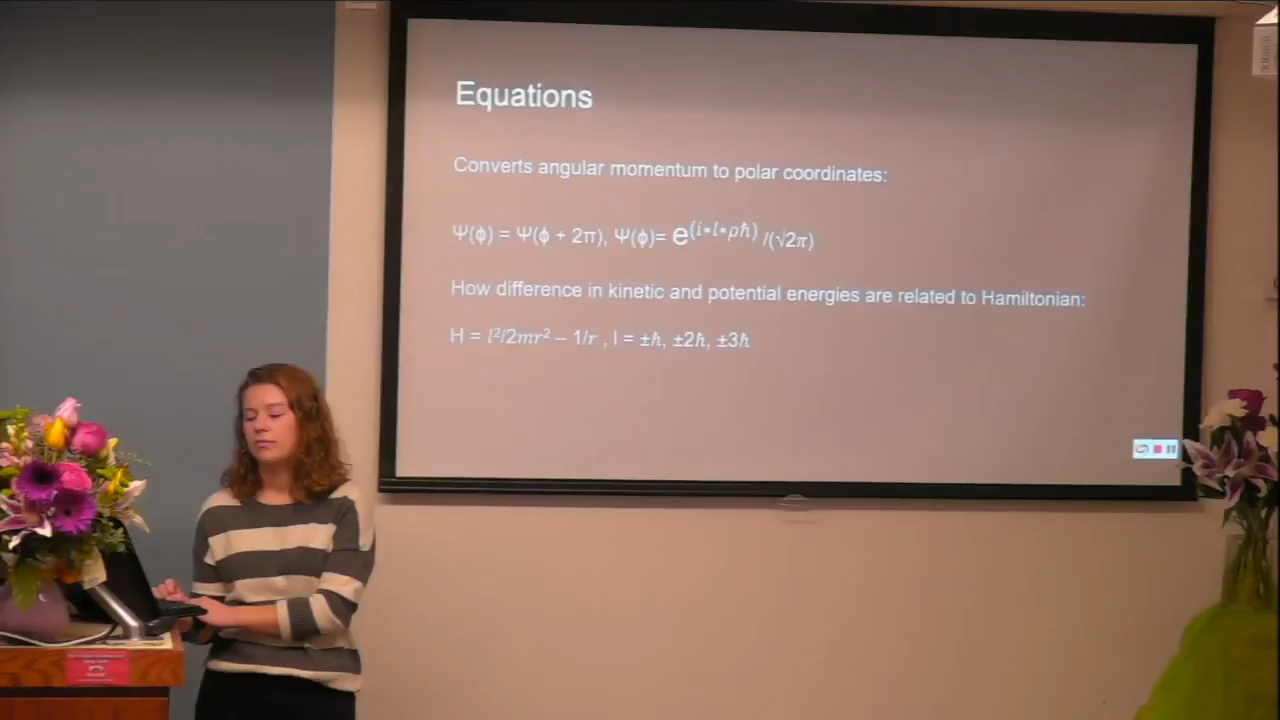 Equations
Converts angular momentum to polar coordinates:
Ψ(ϕ) = Ψ(ϕ + 2π), Ψ(ϕ)= e^(i∗l∗pħ) /(√2π)
How difference in kinetic and potential energies are related to Hamiltonian:
H = l²/2mr² – 1/r , l = ±ħ, ±2ħ, ±3ħ